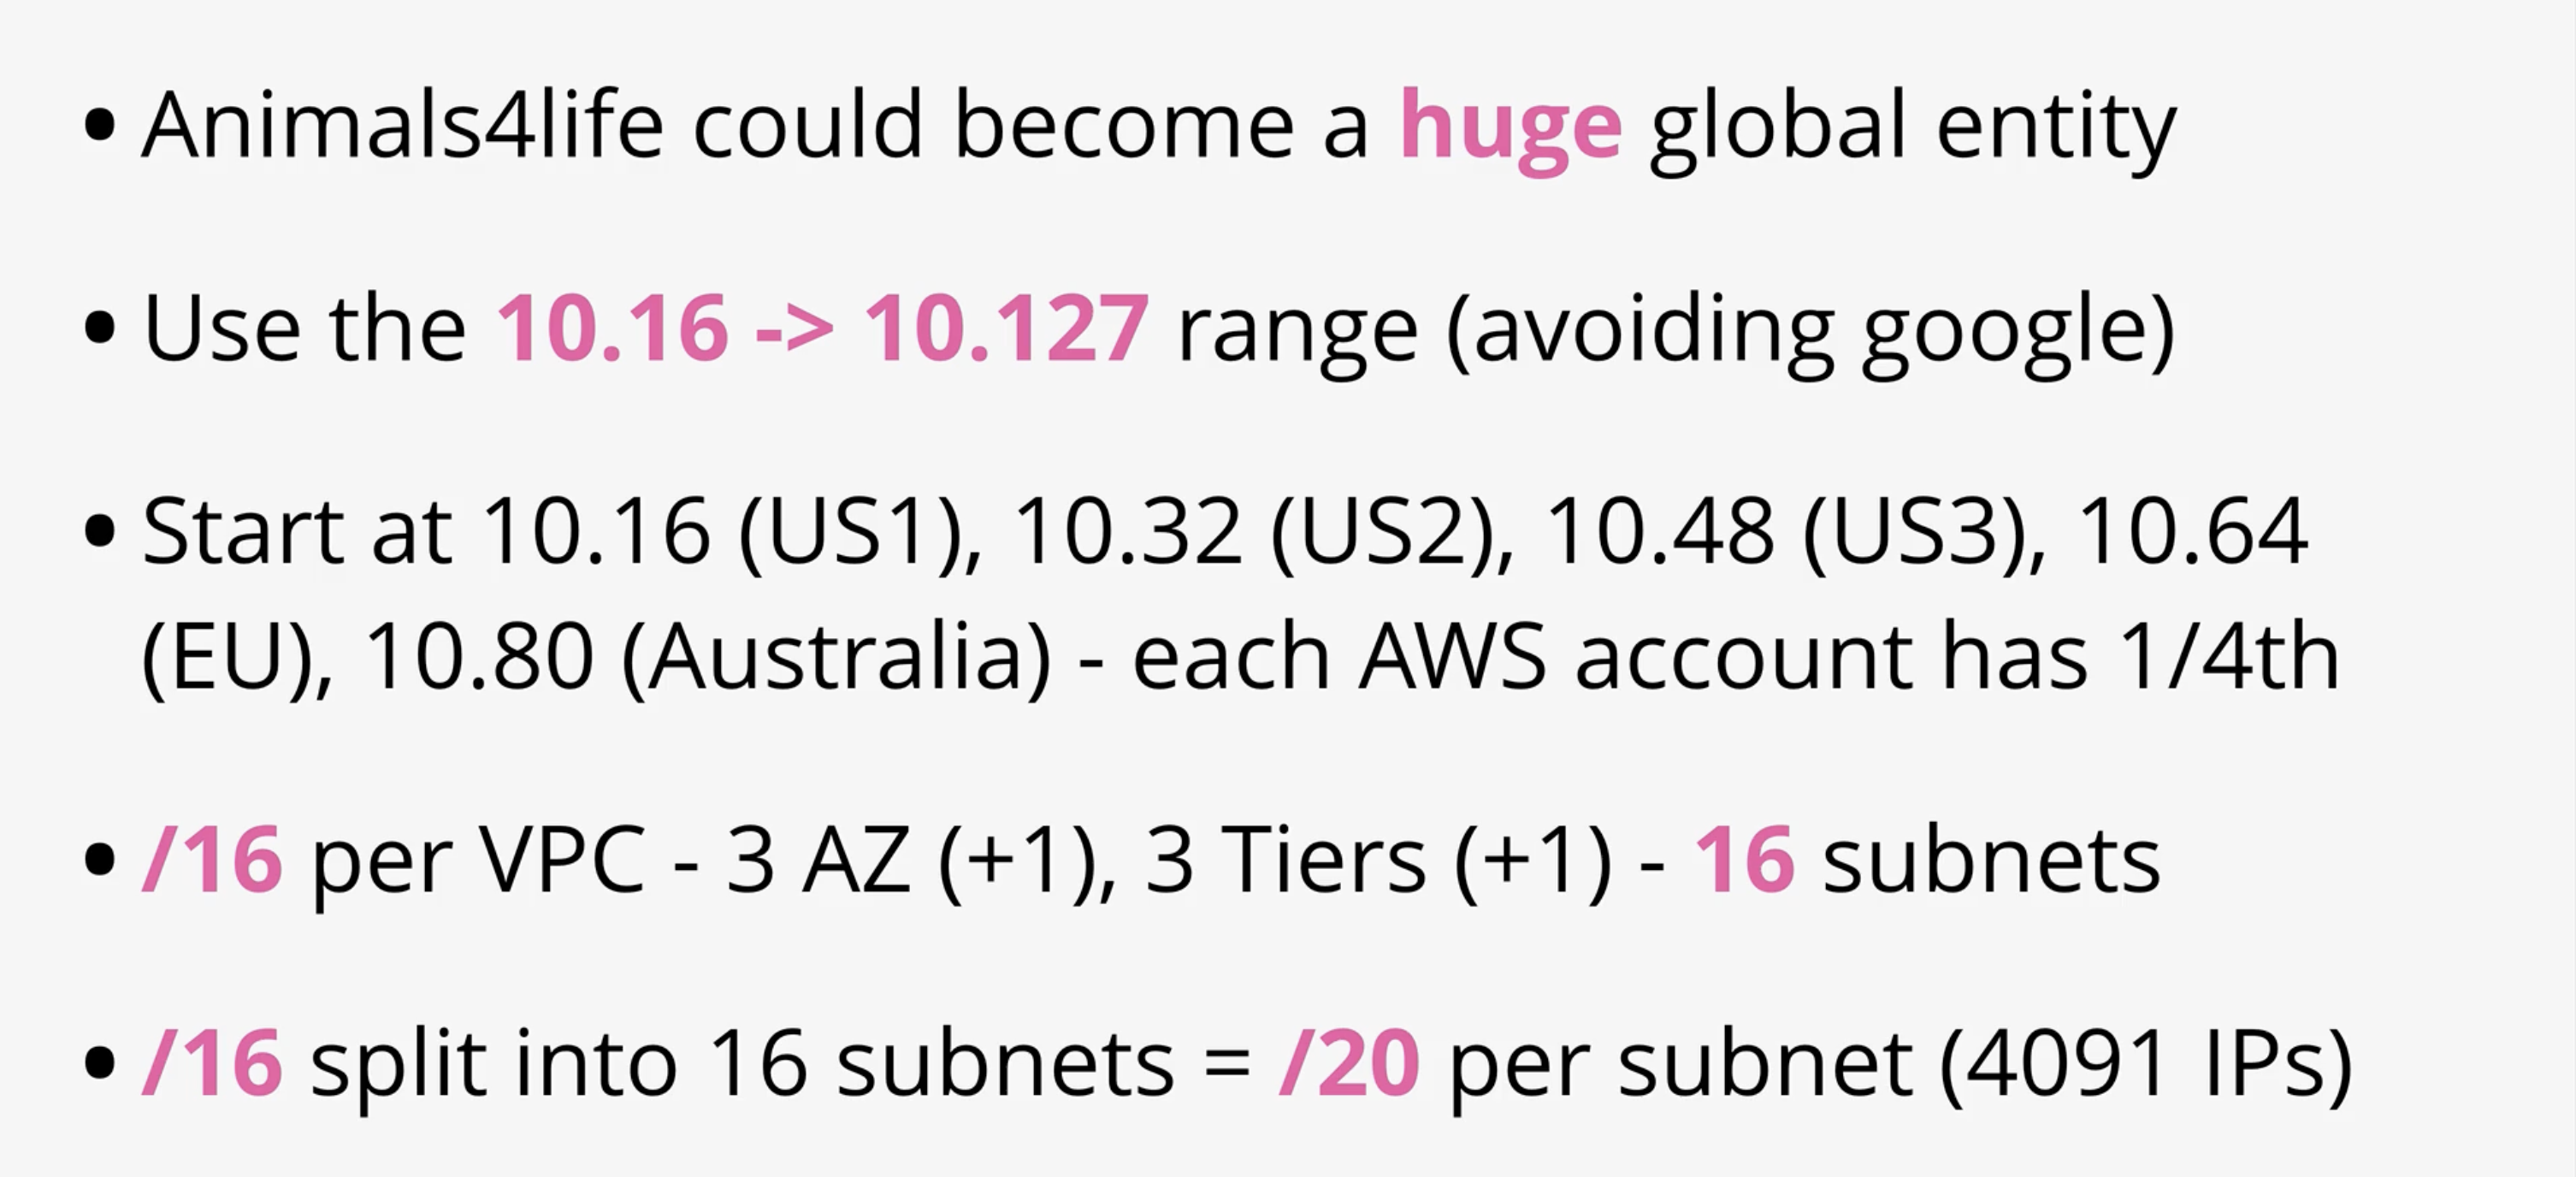 • Animals4life could become a huge global entity
• Use the 10.16 -> 10.127 range (avoiding google)
• Start at 10.16 (US1), 10.32 (US2), 10.48 (US3), 10.64
(EU), 10.80 (Australia) - each AWS account has 1/4th
• /16 per VPC - 3 AZ (+1), 3 Tiers (+1) - 16 subnets
• /16 split into 16 subnets = /20 per subnet (4091 IPs)